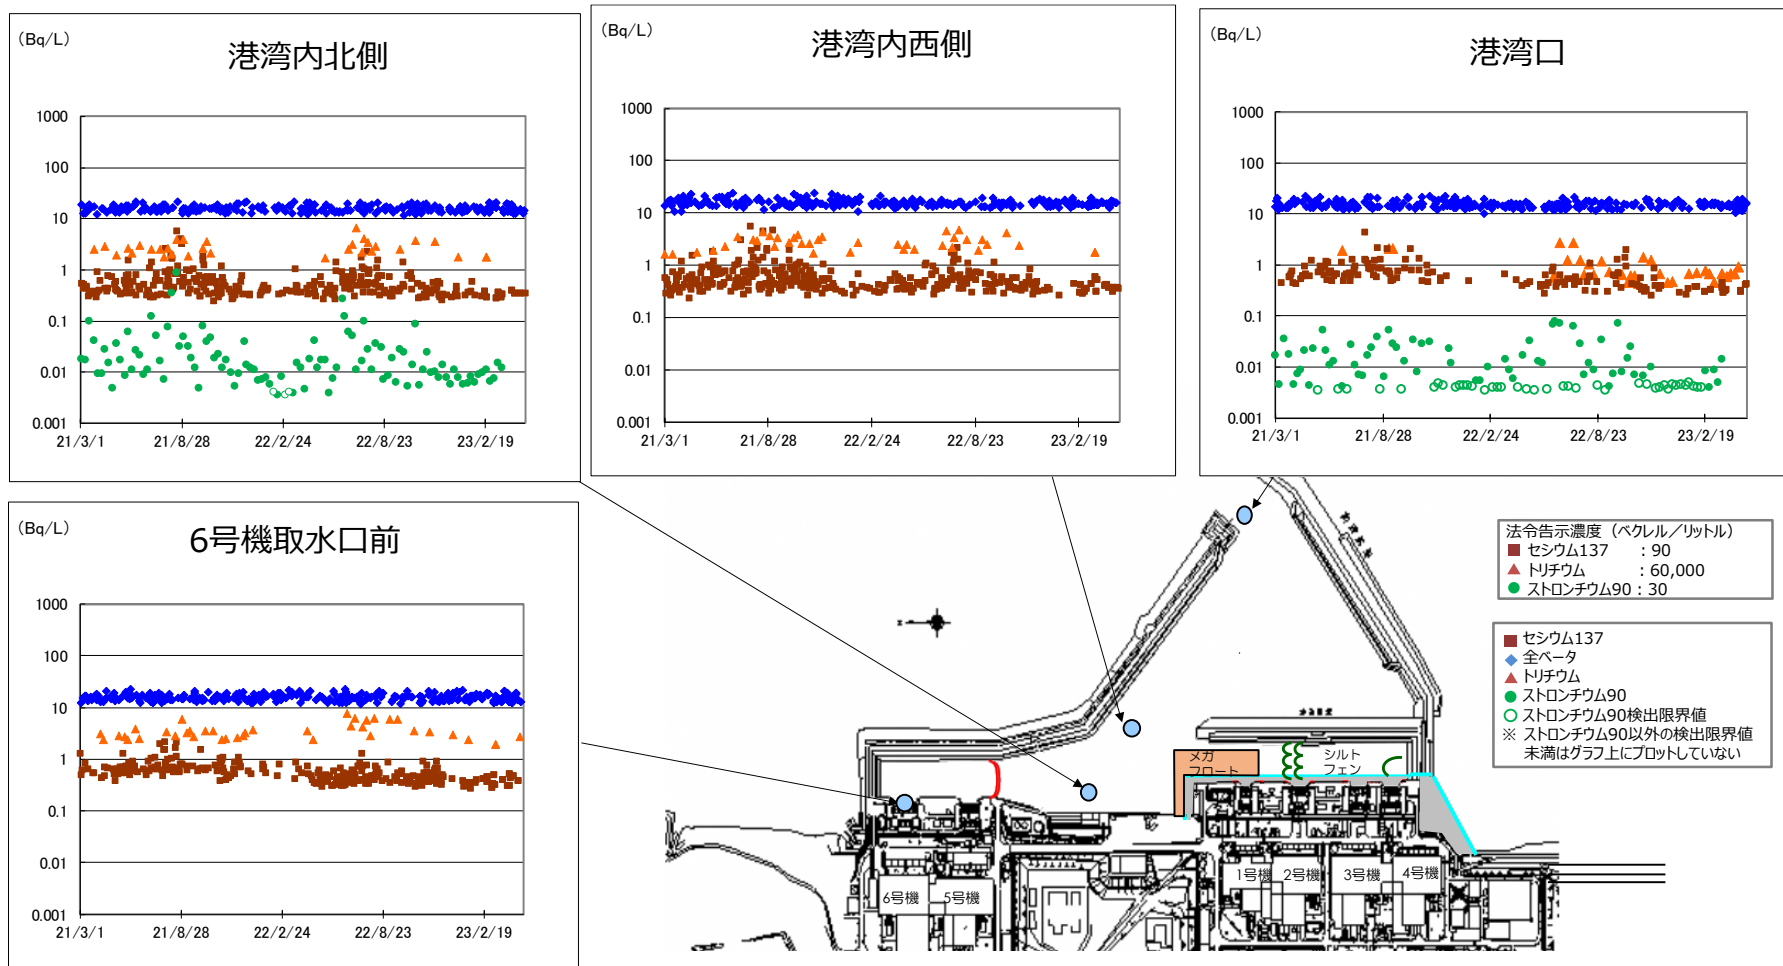 (Bq/L)
港湾内北側
1000
100
10
1
0.1
0.01
0.001
21/3/1
21/8/28
22/2/24
22/8/23
23/2/19
(Bq/L)
港湾内西側
1000
100
10
1
0.1
0.01
0.001
21/3/1
21/8/28
22/2/24
22/8/23
23/2/19
(Bq/L)
港湾口
1000
100
10
1
0.1
0.01
0.001
21/3/1
21/8/28
22/2/24
22/8/23
23/2/19
(Bq/L)
6号機取水口前
1000
100
10
1
0.1
0.01
0.001
21/3/1
21/8/28
22/2/24
22/8/23
23/2/19
法令告示濃度（ベクレル／リットル）
セシウム137 : 90
トリチウム : 60,000
ストロンチウム90 : 30
セシウム137
全ベータ
トリチウム
ストロンチウム90
ストロンチウム90検出限界値
※ ストロンチウム90以外の検出限界値
未満はグラフ上にプロットしていない
メガ
フロート
シルト
フェン
6号機
5号機
1号機
2号機
3号機
4号機